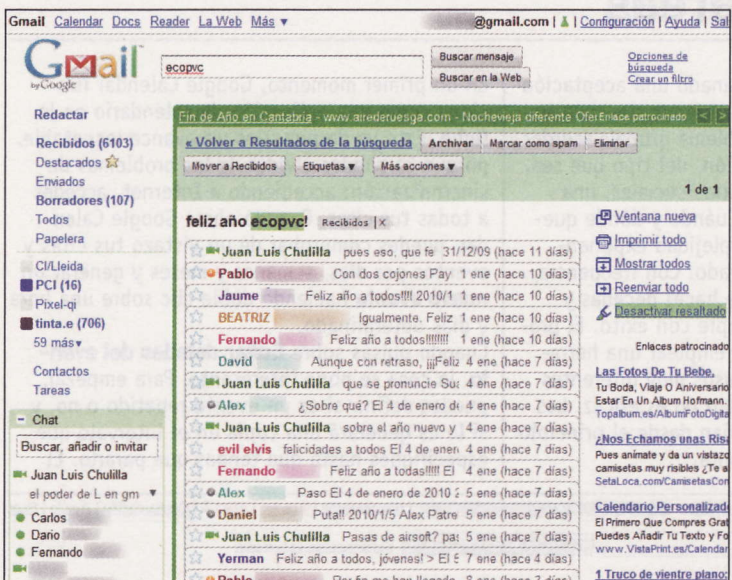 Gmail Calendar Docs Reader La Web Más ▼
@gmail.com | Configuración | Ayuda | Sal
GMail
by Google
ecopvc
Buscar mensaje
Buscar en la Web
Opciones de búsqueda
Crear un filtro
Redactar
Recibidos (6103)
Destacados
Enviados
Borradores (107)
Todos
Papelera
PCI (16)
Pixel-qi
tinta.e (706)
59 más▼
Contactos
Tareas
– Chat
Buscar, añadir o invitar
Juan Luis Chulilla
el poder de L en gm ▼
Carlos
Dario
Fernando
Fin de Año en Cantabria - www.airederuesga.com - Nochevieja diferente Ofer Enlace patrocinado < >
« Volver a Resultados de la búsqueda Archivar Marcar como spam Eliminar
Mover a Recibidos Etiquetas ▼ Más acciones ▼
1 de 1
feliz año ecopvc! Recibidos | X
Juan Luis Chulilla pues eso, que fe 31/12/09 (hace 11 días)
Pablo Con dos cojones Pay 1 ene (hace 10 días)
Jaume Feliz año a todos!!!! 2010/1 1 ene (hace 10 días)
BEATRIZ Igualmente, Feliz 1 ene (hace 10 días)
Fernando Feliz año a todos!!!!!!!! 1 ene (hace 10 días)
David Aunque con retraso, ¡¡¡Feliz 4 ene (hace 7 días)
Juan Luis Chulilla que se pronuncie Suc 4 ene (hace 7 días)
Alex ¿Sobre qué? El 4 de enero de 4 ene (hace 7 días)
Juan Luis Chulilla sobre el año nuevo y 4 ene (hace 7 días)
evil elvis felicidades a todos El 4 de ener 4 ene (hace 7 días)
Fernando Feliz año a todas!!!!! El 4 ene (hace 7 días)
Alex Paso El 4 de enero de 2010 2 5 ene (hace 7 días)
Daniel Puta!! 2010/1/5 Alex Patre 5 ene (hace 7 días)
Juan Luis Chulilla Pasas de airsoft? pas 5 ene (hace 7 días)
Yerman Feliz año a todos, jóvenes! > El 5 7 ene (hace 4 días)
Pablo
Ventana nueva
Imprimir todo
Mostrar todos
Reenviar todo
Desactivar resaltado
Enlaces patrocinado
Las Fotos De Tu Bebe,
Tu Boda, Viaje O Aniversario
Estar En Un Album Hofmann.
Topalbum.es/AlbumFotoDigita
¿Nos Echamos unas Risa
Pues anímate y da un vistazo
camisetas muy risibles ¿Te a
SetaLoca.com/CamisetasCon
Calendario Personalizado
El Primero Que Compres Grat
Puedes Añadir Tu Texto y Fo
www.VistaPrint.es/Calendar
1 Truco de vientre plano: